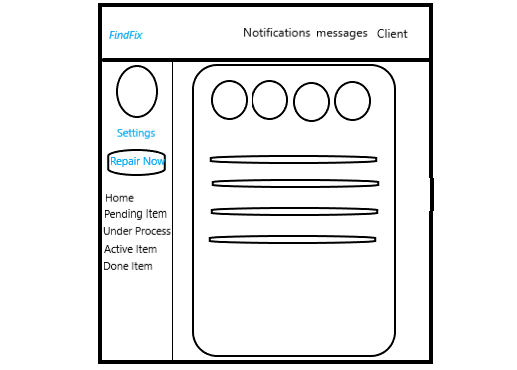 FindFix
Notifications messages Client
Settings
Repair Now
Home
Pending Item
Under Process
Active Item
Done Item